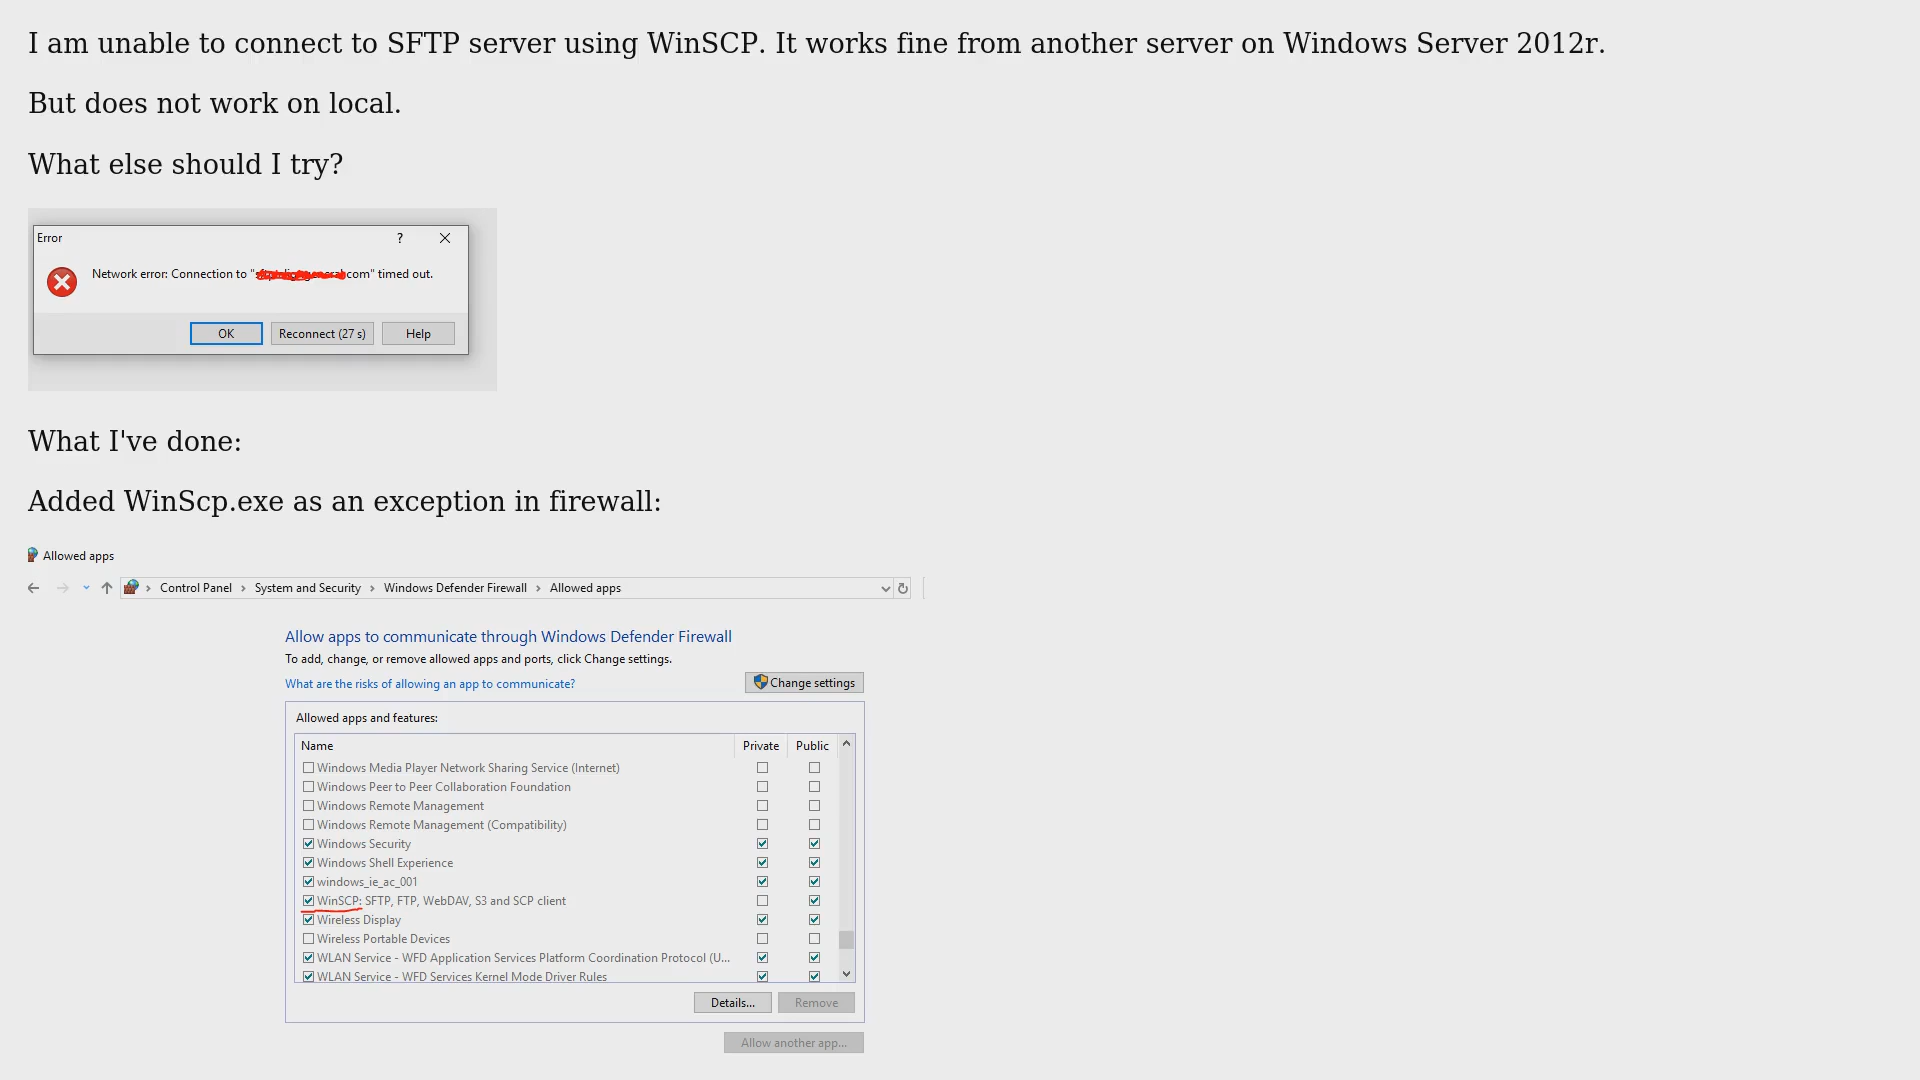 I am unable to connect to SFTP server using WinSCP. It works fine from another server on Windows Server 2012r.
But does not work on local.
What else should I try?
Error
?
Network error: Connection to " com" timed out.
OK Reconnect (27 s) Help
What I've done:
Added WinScp.exe as an exception in firewall:
Allowed apps
Control Panel > System and Security > Windows Defender Firewall > Allowed apps
Allow apps to communicate through Windows Defender Firewall
To add, change, or remove allowed apps and ports, click Change settings.
What are the risks of allowing an app to communicate? Change settings
Allowed apps and features:
Name Private Public
Windows Media Player Network Sharing Service (Internet)
Windows Peer to Peer Collaboration Foundation
Windows Remote Management
Windows Remote Management (Compatibility)
Windows Security
Windows Shell Experience
windows_ie_ac_001
WinSCP: SFTP, FTP, WebDAV, S3 and SCP client
Wireless Display
Wireless Portable Devices
WLAN Service - WFD Application Services Platform Coordination Protocol (U...
WLAN Service - WFD Services Kernel Mode Driver Rules
Details... Remove
Allow another app...